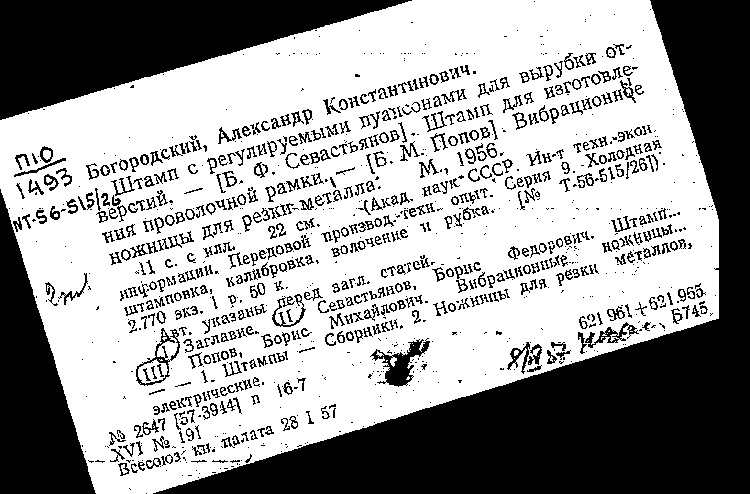 П10
1493
NT-56-515/26
2 экз
Богородский, Александр Константинович.
Штамп с регулируемыми пуансонами для вырубки от-
верстий. — [Б. Ф. Севастьянов]. Штамп для изготовле-
ния проволочной рамки. — [Б. М. Попов]. Вибрационные
ножницы для резки металла. М., 1956.
11 с. с илл. 22 см. (Акад. наук СССР. Ин-т техн.-экон
информации. Передовой производ.-техн. опыт. Серия 9. Холодная
штамповка, калибровка, волочение и рубка. [№ Т-56-515/26]).
2.770 экз. 1 р. 50 к.
Авт. указаны перед загл. статей.
I Заглавие. II Севастьянов, Борис Федорович. Штамп...
III Попов, Борис Михайлович. Вибрационные ножницы...
— — 1. Штампы — Сборники. 2. Ножницы для резки металлов,
электрические.
621 961+621.965
№ 2647 [57-3944] п 16-7
Б745
XVI № 191
Всесоюз. кн. палата 28 I 57